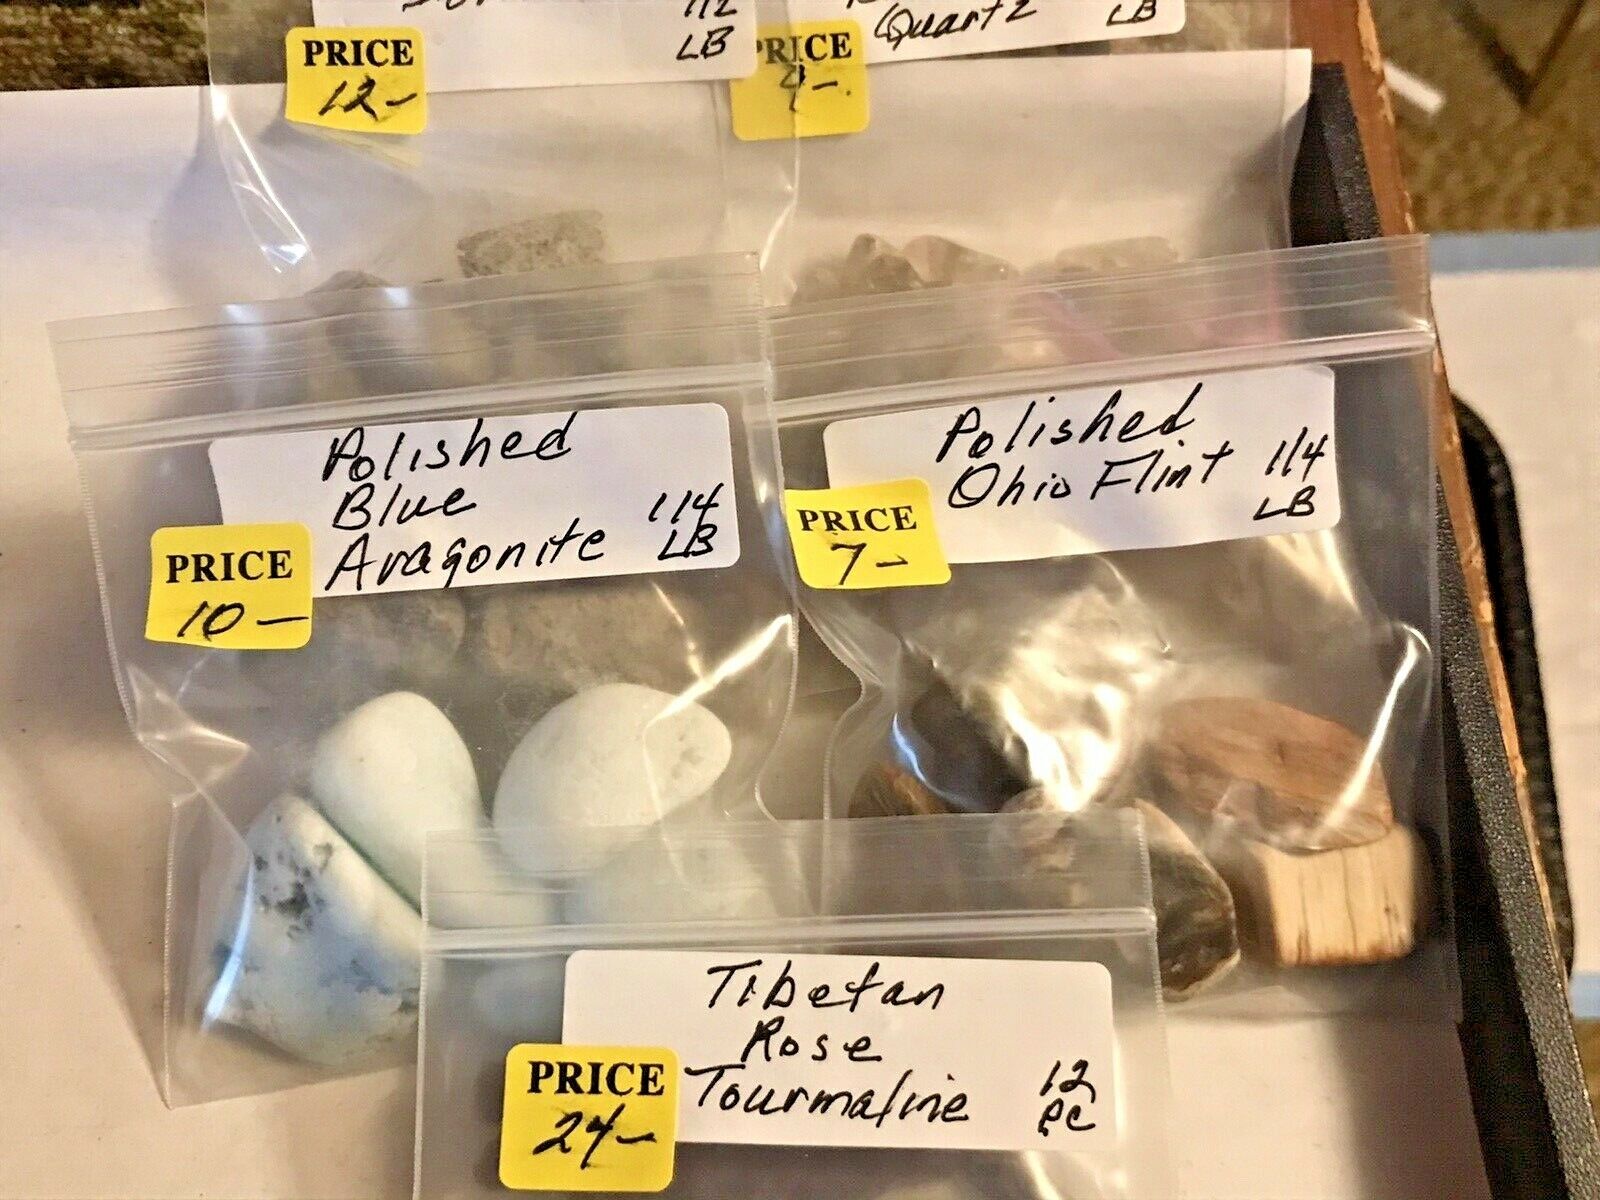 1/2
LB
PRICE
12-
Quartz
LB
PRICE
Polished
Blue
Aragonite
1/4
LB
PRICE
10-
Polished
Ohio Flint
1/4
LB
PRICE
7-
Tibetan
Rose
Tourmaline
12
PC
PRICE
24-